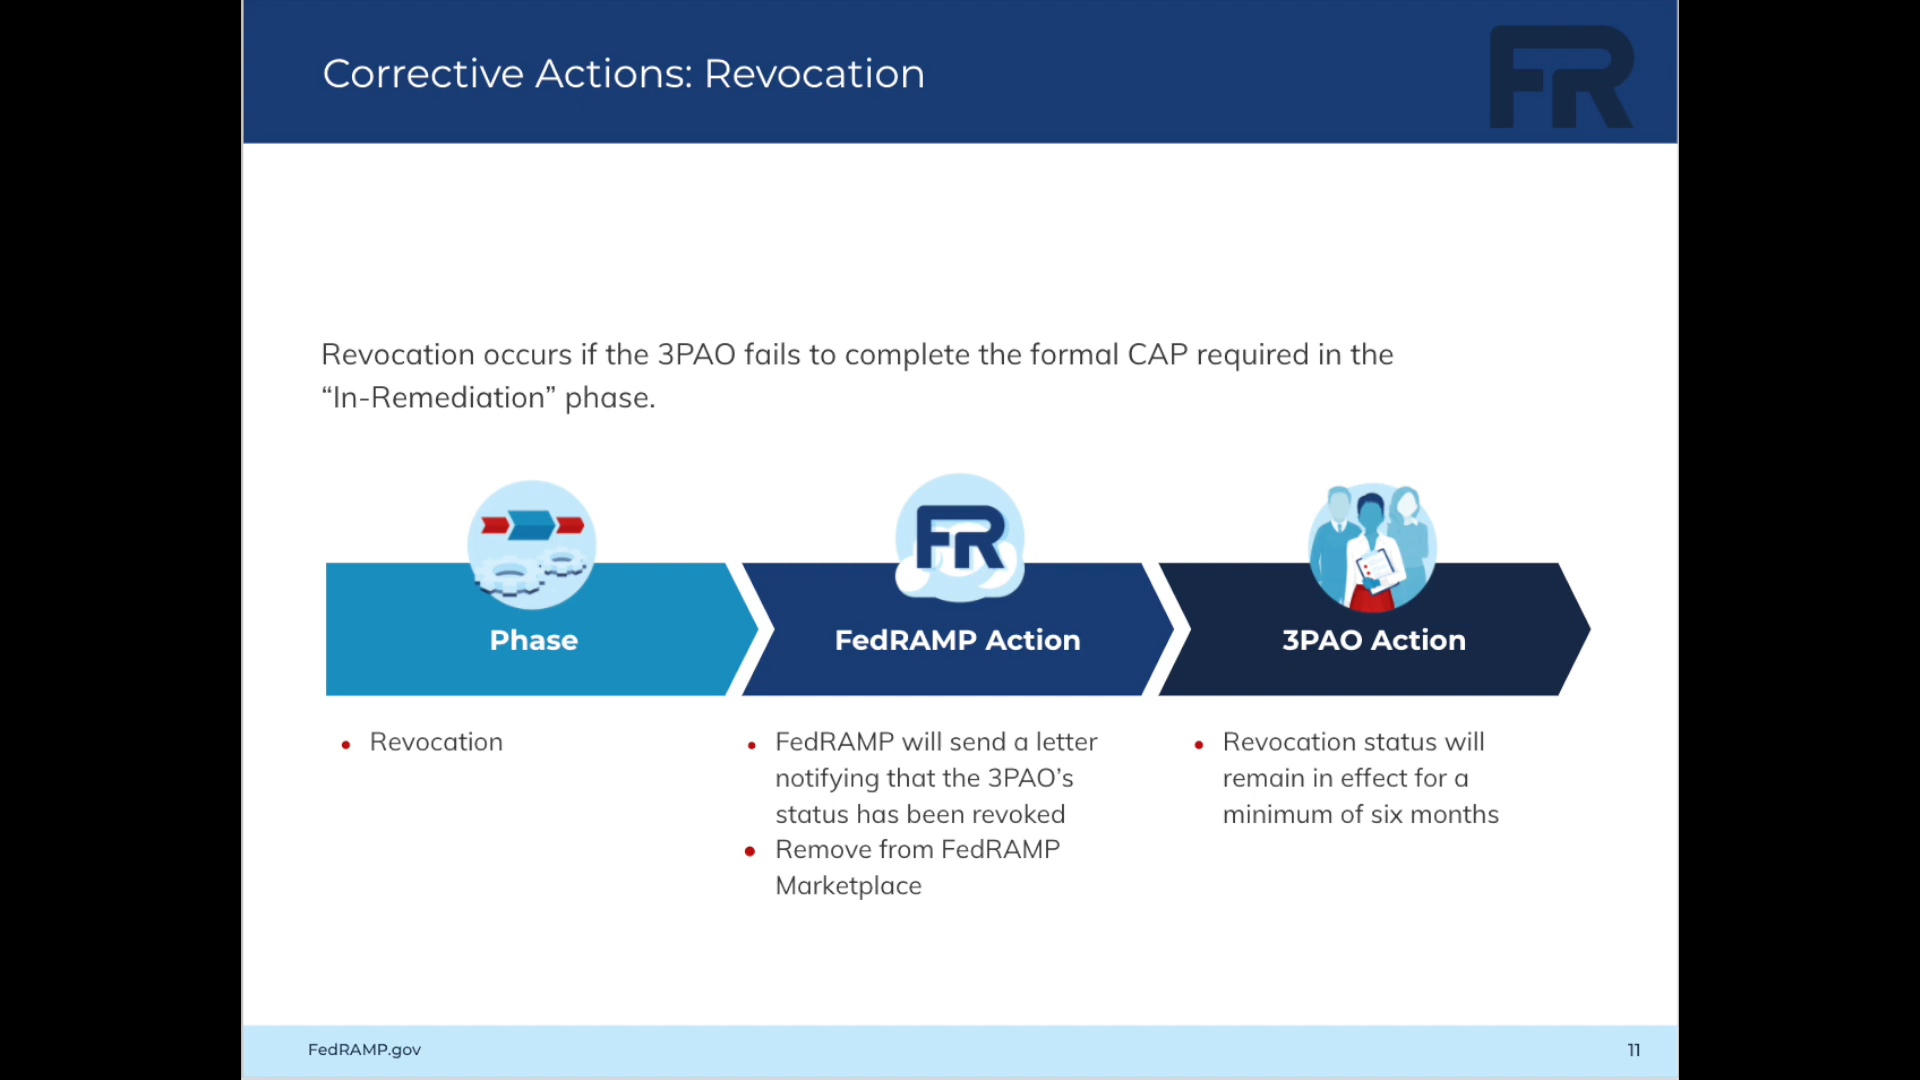 Corrective Actions: Revocation
FR
Revocation occurs if the 3PAO fails to complete the formal CAP required in the
“In-Remediation” phase.
FR
Phase
FedRAMP Action
3PAO Action
• Revocation
• FedRAMP will send a letter
notifying that the 3PAO’s
status has been revoked
• Remove from FedRAMP
Marketplace
• Revocation status will
remain in effect for a
minimum of six months
FedRAMP.gov
11